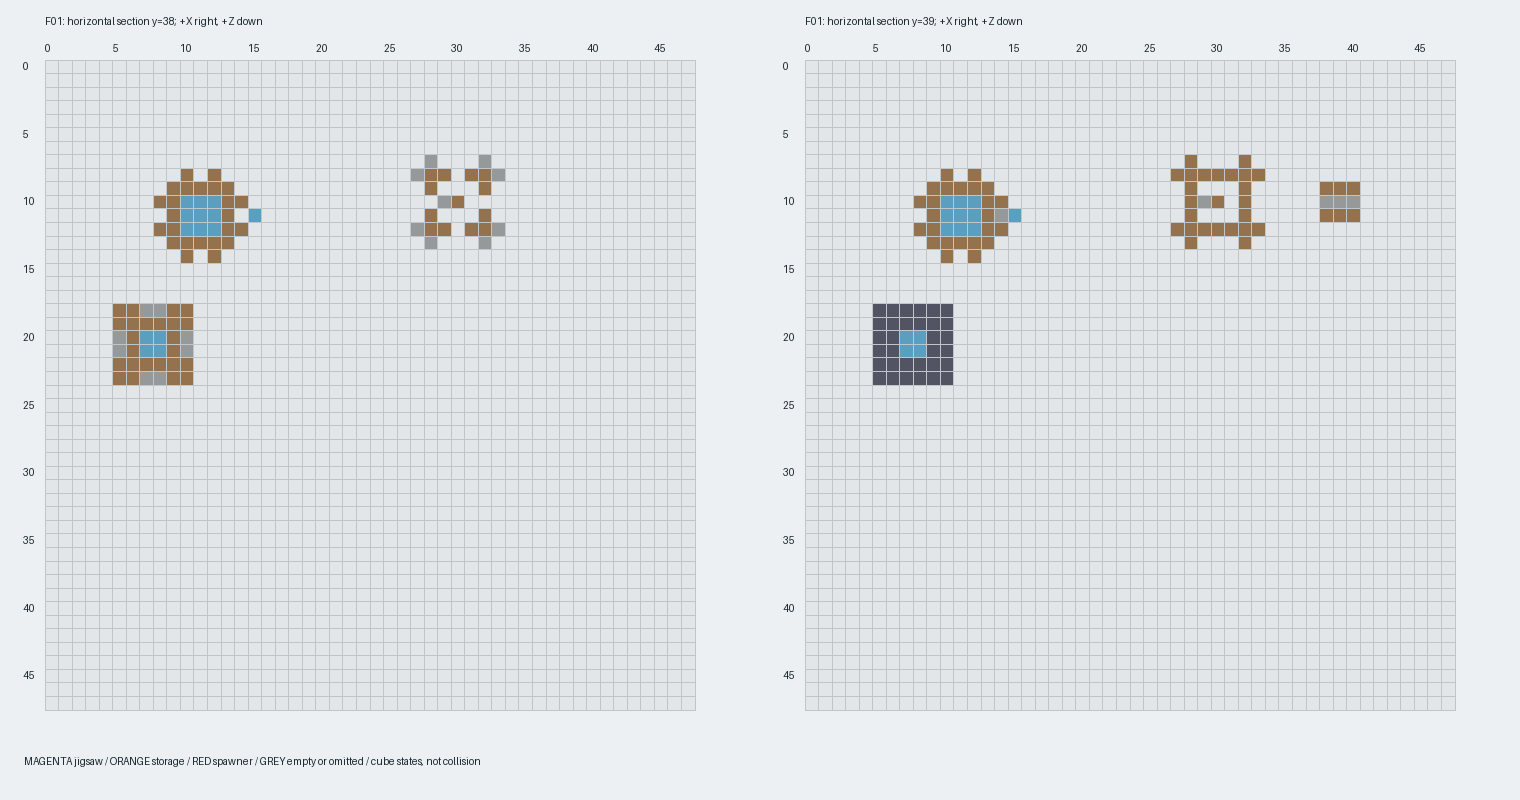 F01: horizontal section y=38; +X right, +Z down
F01: horizontal section y=39; +X right, +Z down
0 5 10 15 20 25 30 35 40 45
0 5 10 15 20 25 30 35 40 45
0 0
5 5
10 10
15 15
20 20
25 25
30 30
35 35
40 40
45 45
MAGENTA jigsaw / ORANGE storage / RED spawner / GREY empty or omitted / cube states, not collision